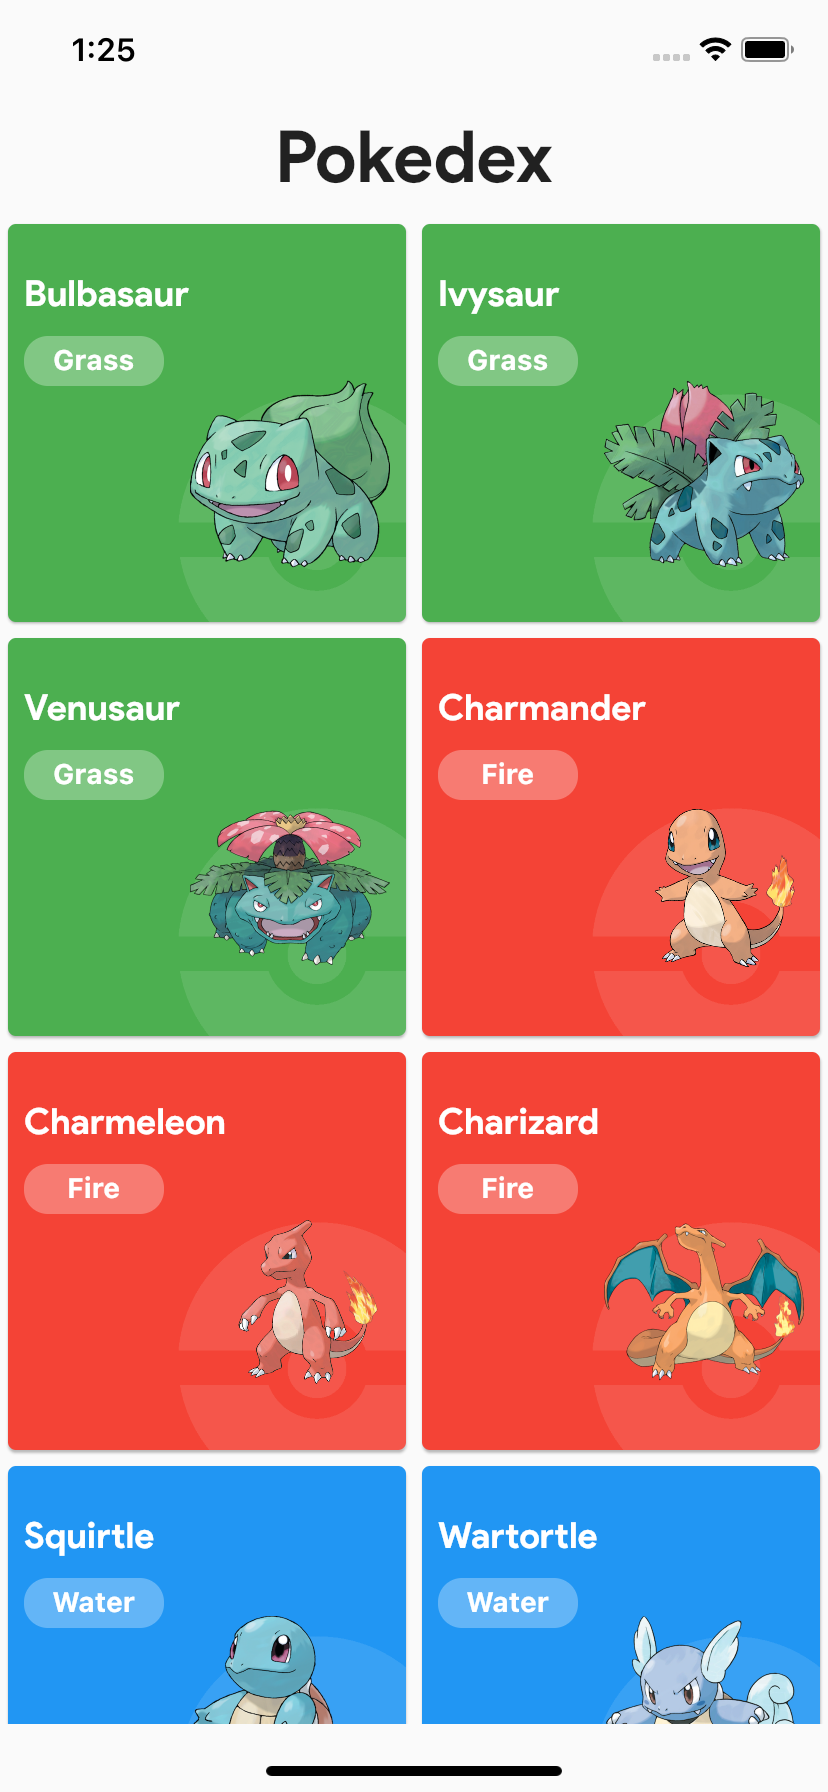 1:25
Pokedex
Bulbasaur
Grass
Ivysaur
Grass
Venusaur
Grass
Charmander
Fire
Charmeleon
Fire
Charizard
Fire
Squirtle
Water
Wartortle
Water